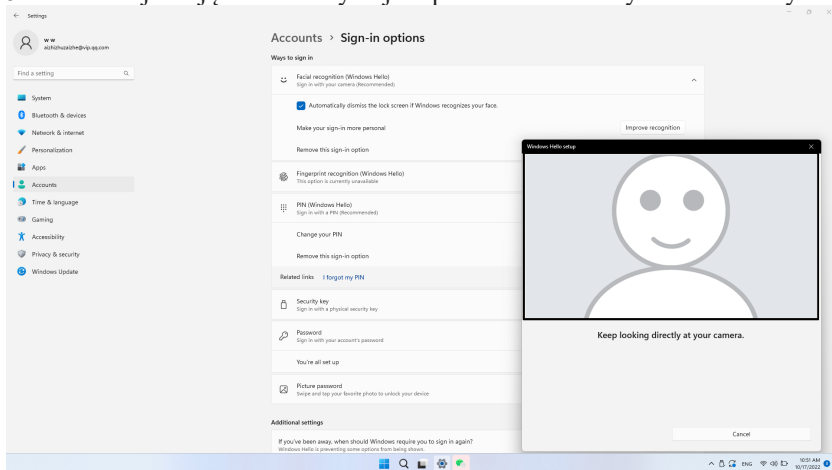 Settings
w w
aizhizhuzaizhe@vip.qq.com
Find a setting
System
Bluetooth & devices
Network & internet
Personalization
Apps
Accounts
Time & language
Gaming
Accessibility
Privacy & security
Windows Update
Accounts > Sign-in options
Ways to sign in
Facial recognition (Windows Hello)
Sign in with your camera (Recommended)
Automatically dismiss the lock screen if Windows recognizes your face.
Make your sign-in more personal
Improve recognition
Remove this sign-in option
Fingerprint recognition (Windows Hello)
This option is currently unavailable
PIN (Windows Hello)
Sign in with a PIN (Recommended)
Change your PIN
Remove this sign-in option
Related links I forgot my PIN
Security key
Sign in with a physical security key
Password
Sign in with your account's password
You're all set up
Picture password
Swipe and tap your favorite photo to unlock your device
Additional settings
If you've been away, when should Windows require you to sign in again?
Windows Hello is preventing some options from being shown.
Windows Hello setup
Keep looking directly at your camera.
Cancel
ENG
10:51 AM
10/17/2023